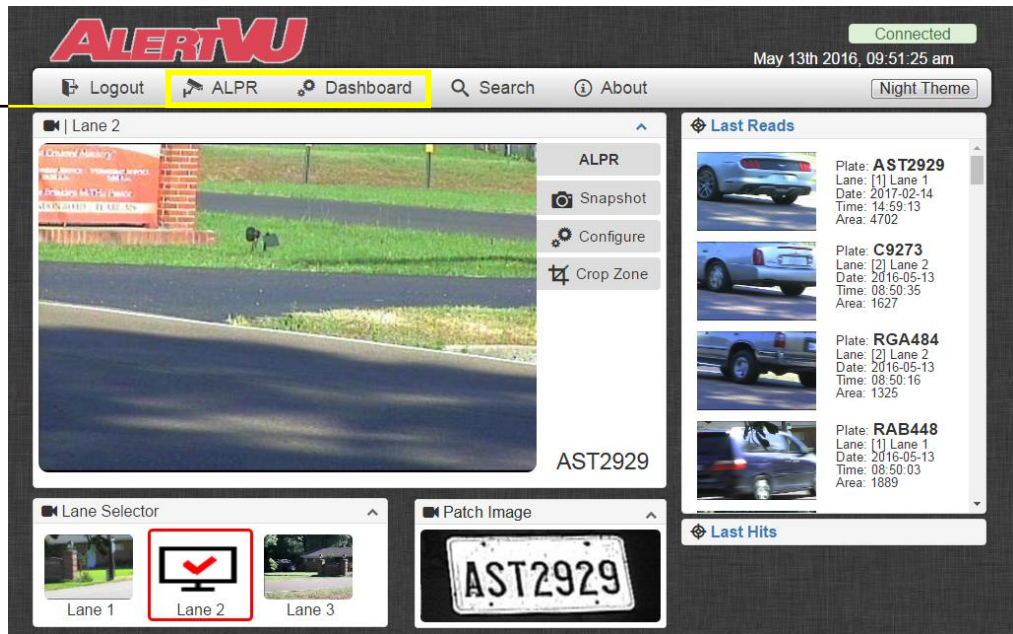 ALERTVU
Connected
May 13th 2016, 09:51:25 am
Logout ALPR Dashboard Search About Night Theme
| Lane 2
ALPR
Snapshot
Configure
Crop Zone
AST2929
Last Reads
Plate: AST2929
Lane: [1] Lane 1
Date: 2017-02-14
Time: 14:59:13
Area: 4702
Plate: C9273
Lane: [2] Lane 2
Date: 2016-05-13
Time: 08:50:35
Area: 1627
Plate: RGA484
Lane: [2] Lane 2
Date: 2016-05-13
Time: 08:50:16
Area: 1325
Plate: RAB448
Lane: [1] Lane 1
Date: 2016-05-13
Time: 08:50:03
Area: 1889
Last Hits
Lane Selector
Lane 1 Lane 2 Lane 3
Patch Image
AST2929